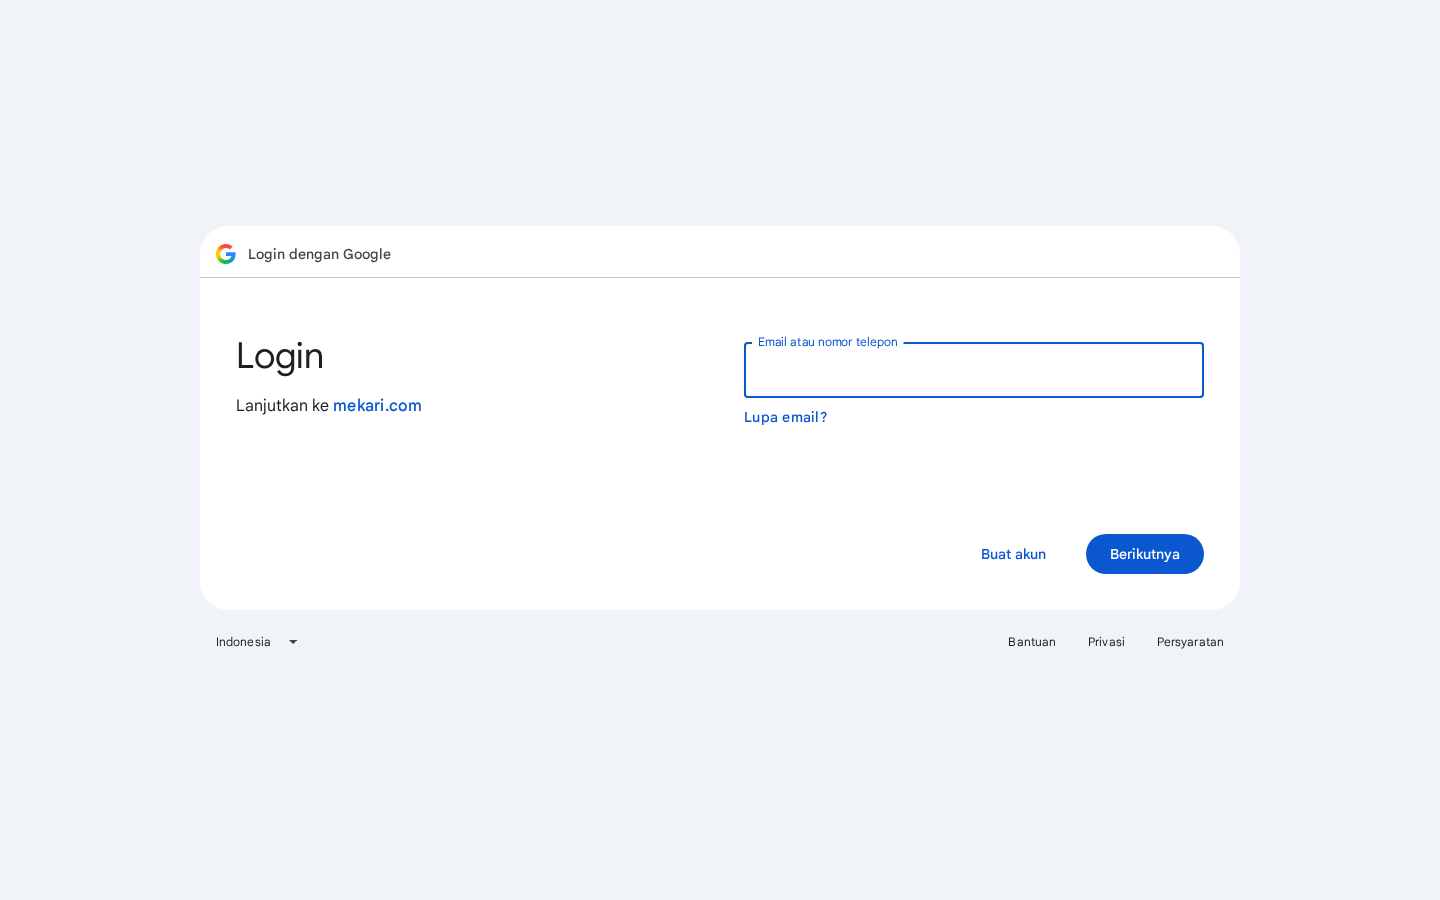 Login dengan Google
Login
Lanjutkan ke mekari.com
Email atau nomor telepon
Lupa email?
Buat akun
Berikutnya
Indonesia
Bantuan
Privasi
Persyaratan